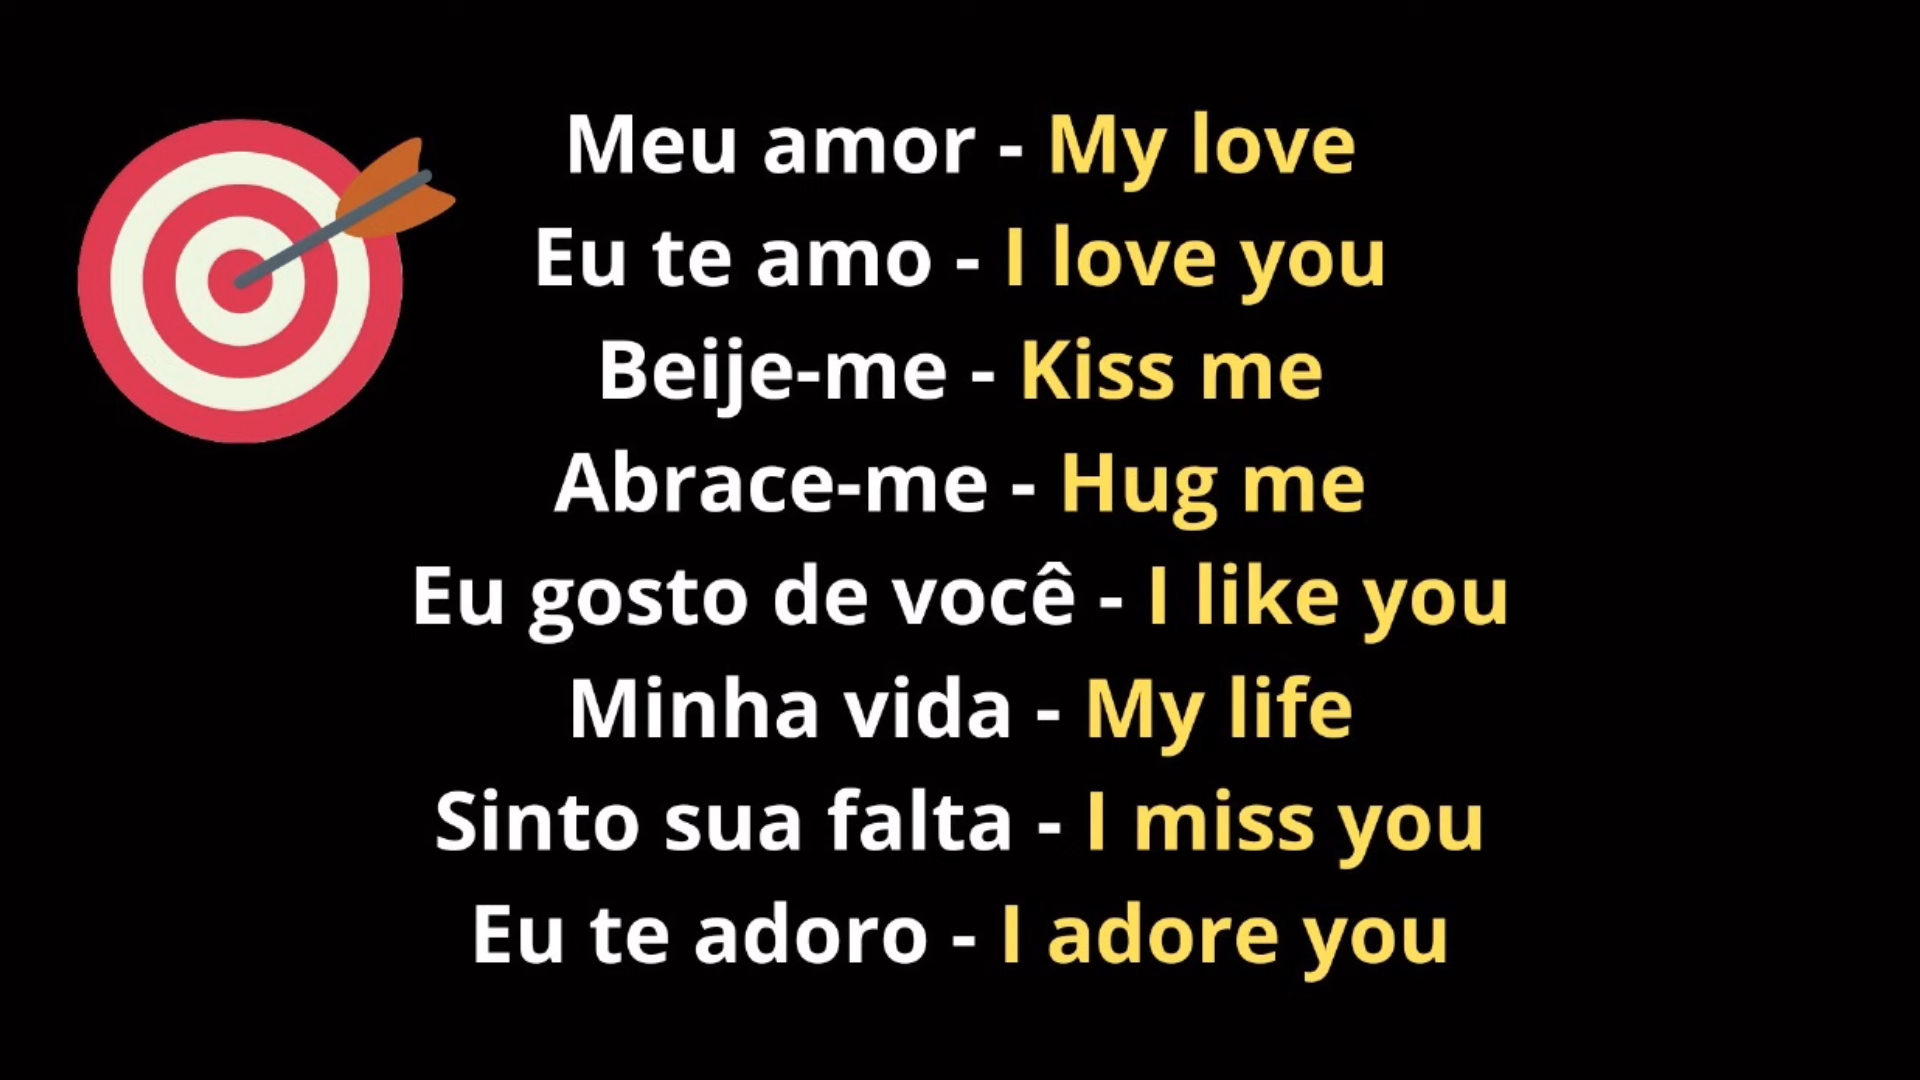 Meu amor - My love
Eu te amo - I love you
Beije-me - Kiss me
Abrace-me - Hug me
Eu gosto de você - I like you
Minha vida - My life
Sinto sua falta - I miss you
Eu te adoro - I adore you